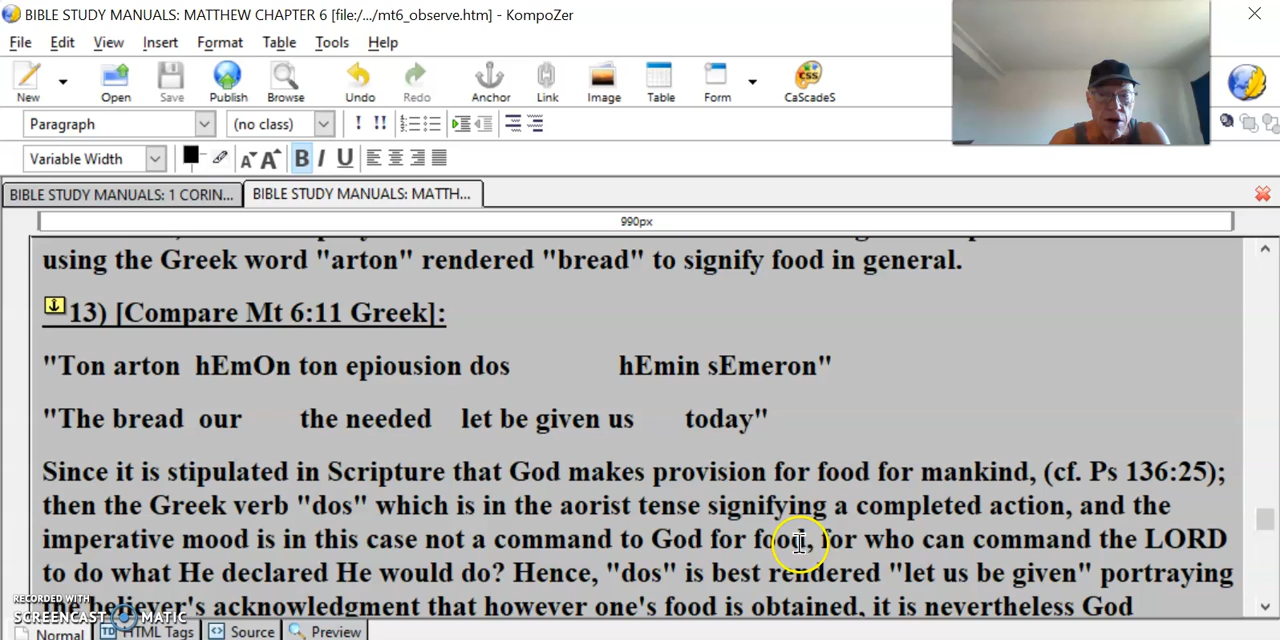 BIBLE STUDY MANUALS: MATTHEW CHAPTER 6 [file:/.../mt6_observe.htm] - KompoZer
File Edit View Insert Format Table Tools Help
New Open Save Publish Browse Undo Redo Anchor Link Image Table Form CaScadeS
Paragraph (no class)
Variable Width B I U
BIBLE STUDY MANUALS: 1 CORIN... BIBLE STUDY MANUALS: MATTH...
990px
using the Greek word "arton" rendered "bread" to signify food in general.
13) [Compare Mt 6:11 Greek]:
"Ton arton hEmOn ton epiousion dos hEmin sEmeron"
"The bread our the needed let be given us today"
Since it is stipulated in Scripture that God makes provision for food for mankind, (cf. Ps 136:25);
then the Greek verb "dos" which is in the aorist tense signifying a completed action, and the
imperative mood is in this case not a command to God for food, for who can command the LORD
to do what He declared He would do? Hence, "dos" is best rendered "let us be given" portraying
the believer's acknowledgment that however one's food is obtained, it is nevertheless God
RECORDED WITH
SCREENCAST MATIC
Normal HTML Tags Source Preview